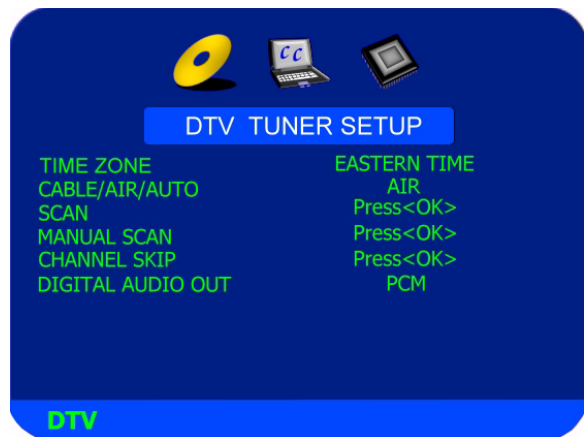 CC
DTV TUNER SETUP
TIME ZONE EASTERN TIME
CABLE/AIR/AUTO AIR
SCAN Press<OK>
MANUAL SCAN Press<OK>
CHANNEL SKIP Press<OK>
DIGITAL AUDIO OUT PCM
DTV